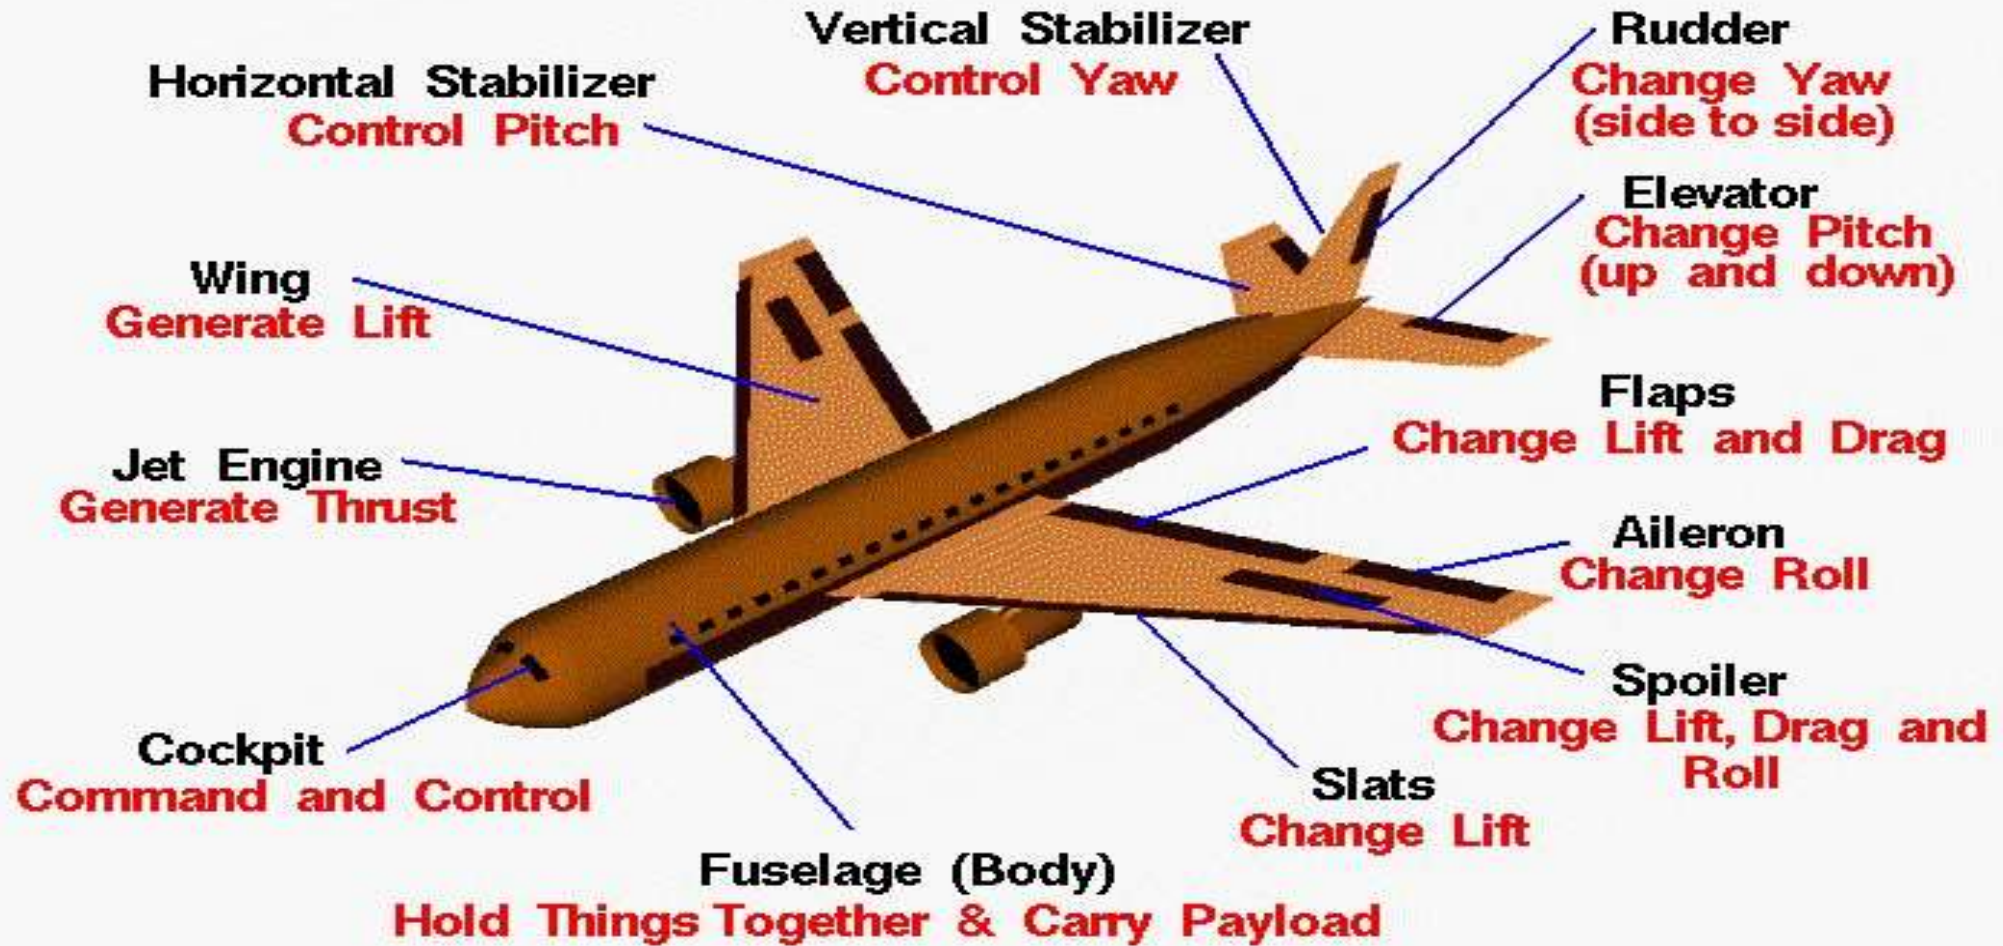 Vertical Stabilizer
Control Yaw
Rudder
Change Yaw
(side to side)
Horizontal Stabilizer
Control Pitch
Elevator
Change Pitch
(up and down)
Wing
Generate Lift
Flaps
Change Lift and Drag
Jet Engine
Generate Thrust
Aileron
Change Roll
Spoiler
Change Lift, Drag and
Roll
Cockpit
Command and Control
Slats
Change Lift
Fuselage (Body)
Hold Things Together & Carry Payload